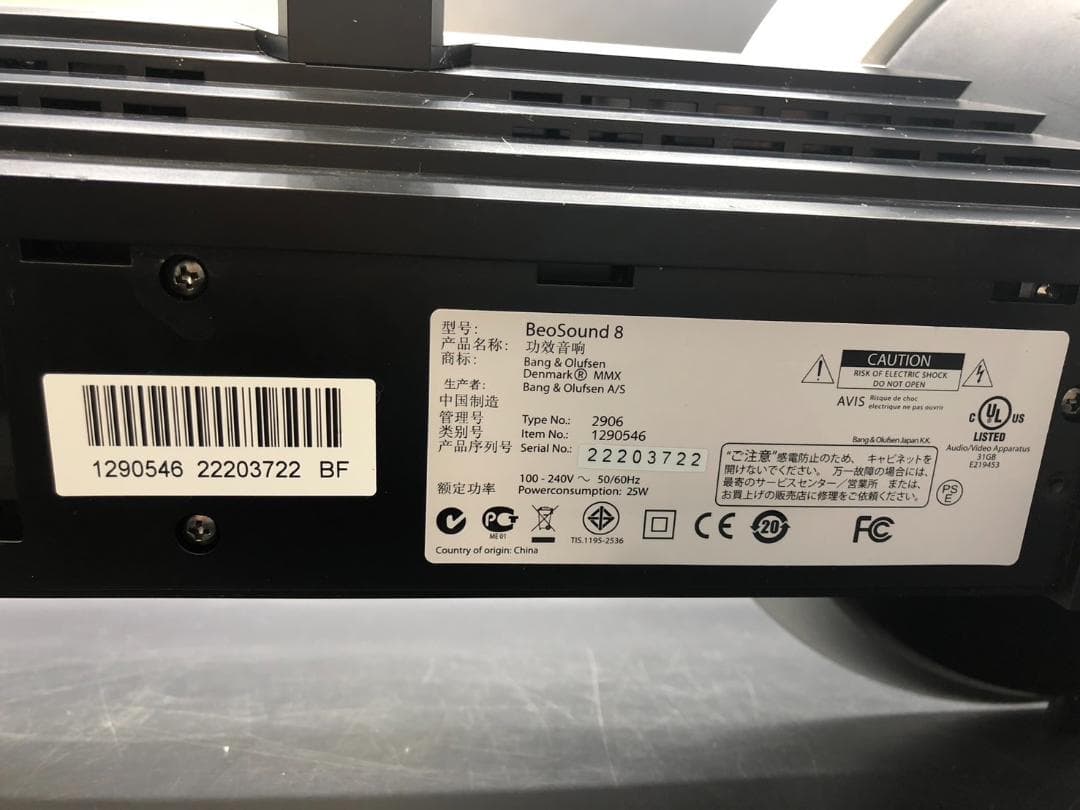 1290546 22203722 BF
型号: BeoSound 8
产品名称: 功效音响
商标: Bang & Olufsen
Denmark ® MMX
生产者: Bang & Olufsen A/S
中国制造
管理号 Type No.: 2906
类别号 Item No.: 1290546
产品序列号 Serial No.: 22203722
额定功率 100 - 240V ~ 50/60Hz
Powerconsumption: 25W
ME01
TIS.1195-2536
CE
20
FC
Country of origin: China
CAUTION
RISK OF ELECTRIC SHOCK
DO NOT OPEN
AVIS Risque de choc
electrique ne pas ouvrir
C UL US
LISTED
Audio/Video Apparatus
31GB
E219453
Bang & Olufsen Japan K.K.
"ご注意"感電防止のため、 キャビネットを
開けないでください。 万一故障の場合には、
最寄のサービスセンター/営業所 または、
お買上げの販売店に修理をご依頼ください。
PS
E